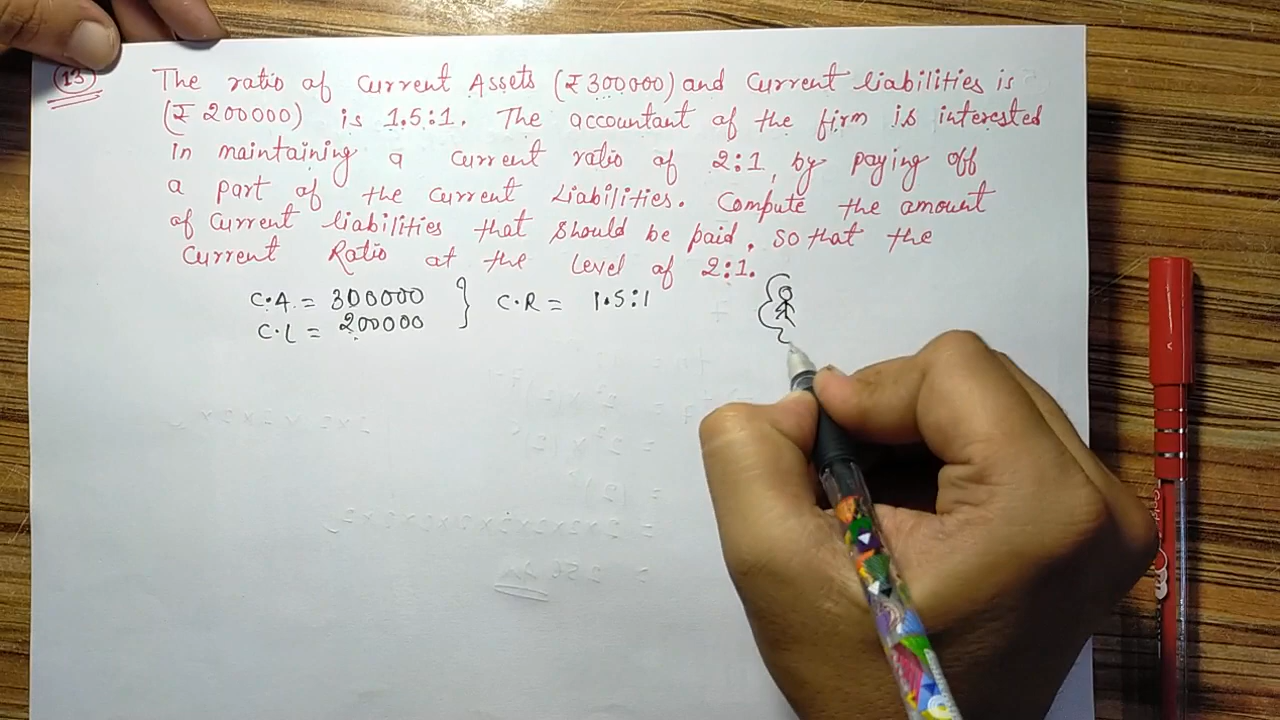 13
The ratio of Current Assets (₹ 300000) and Current liabilities is
(₹ 200000) is 1.5:1. The accountant of the firm is interested
in maintaining a current ratio of 2:1, by paying off
a part of the current Liabilities. Compute the amount
of current liabilities that should be paid, so that the
Current Ratio at the level of 2:1.
C.A. = 300000 } C.R = 1.5:1
C.L = 200000